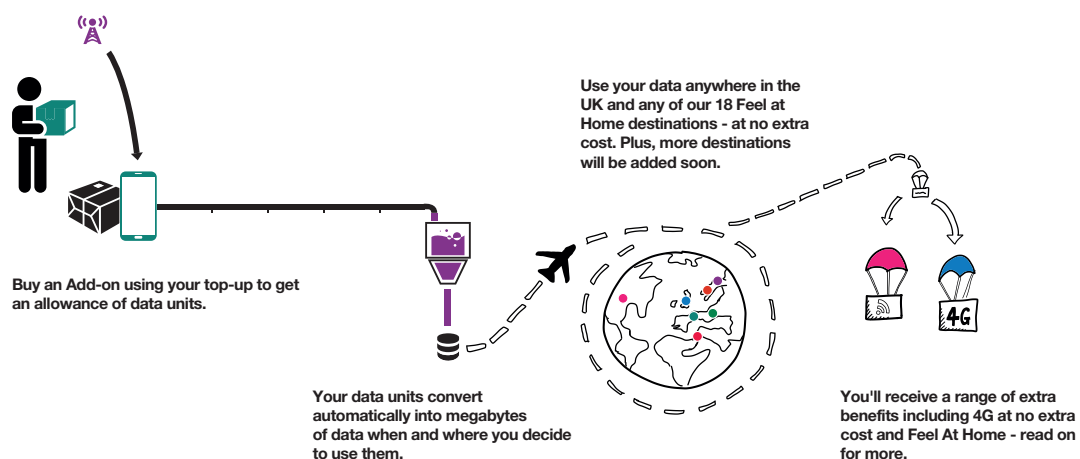 Buy an Add-on using your top-up to get
an allowance of data units.
Your data units convert
automatically into megabytes
of data when and where you decide
to use them.
Use your data anywhere in the
UK and any of our 18 Feel at
Home destinations - at no extra
cost. Plus, more destinations
will be added soon.
4G
You'll receive a range of extra
benefits including 4G at no extra
cost and Feel At Home - read on
for more.